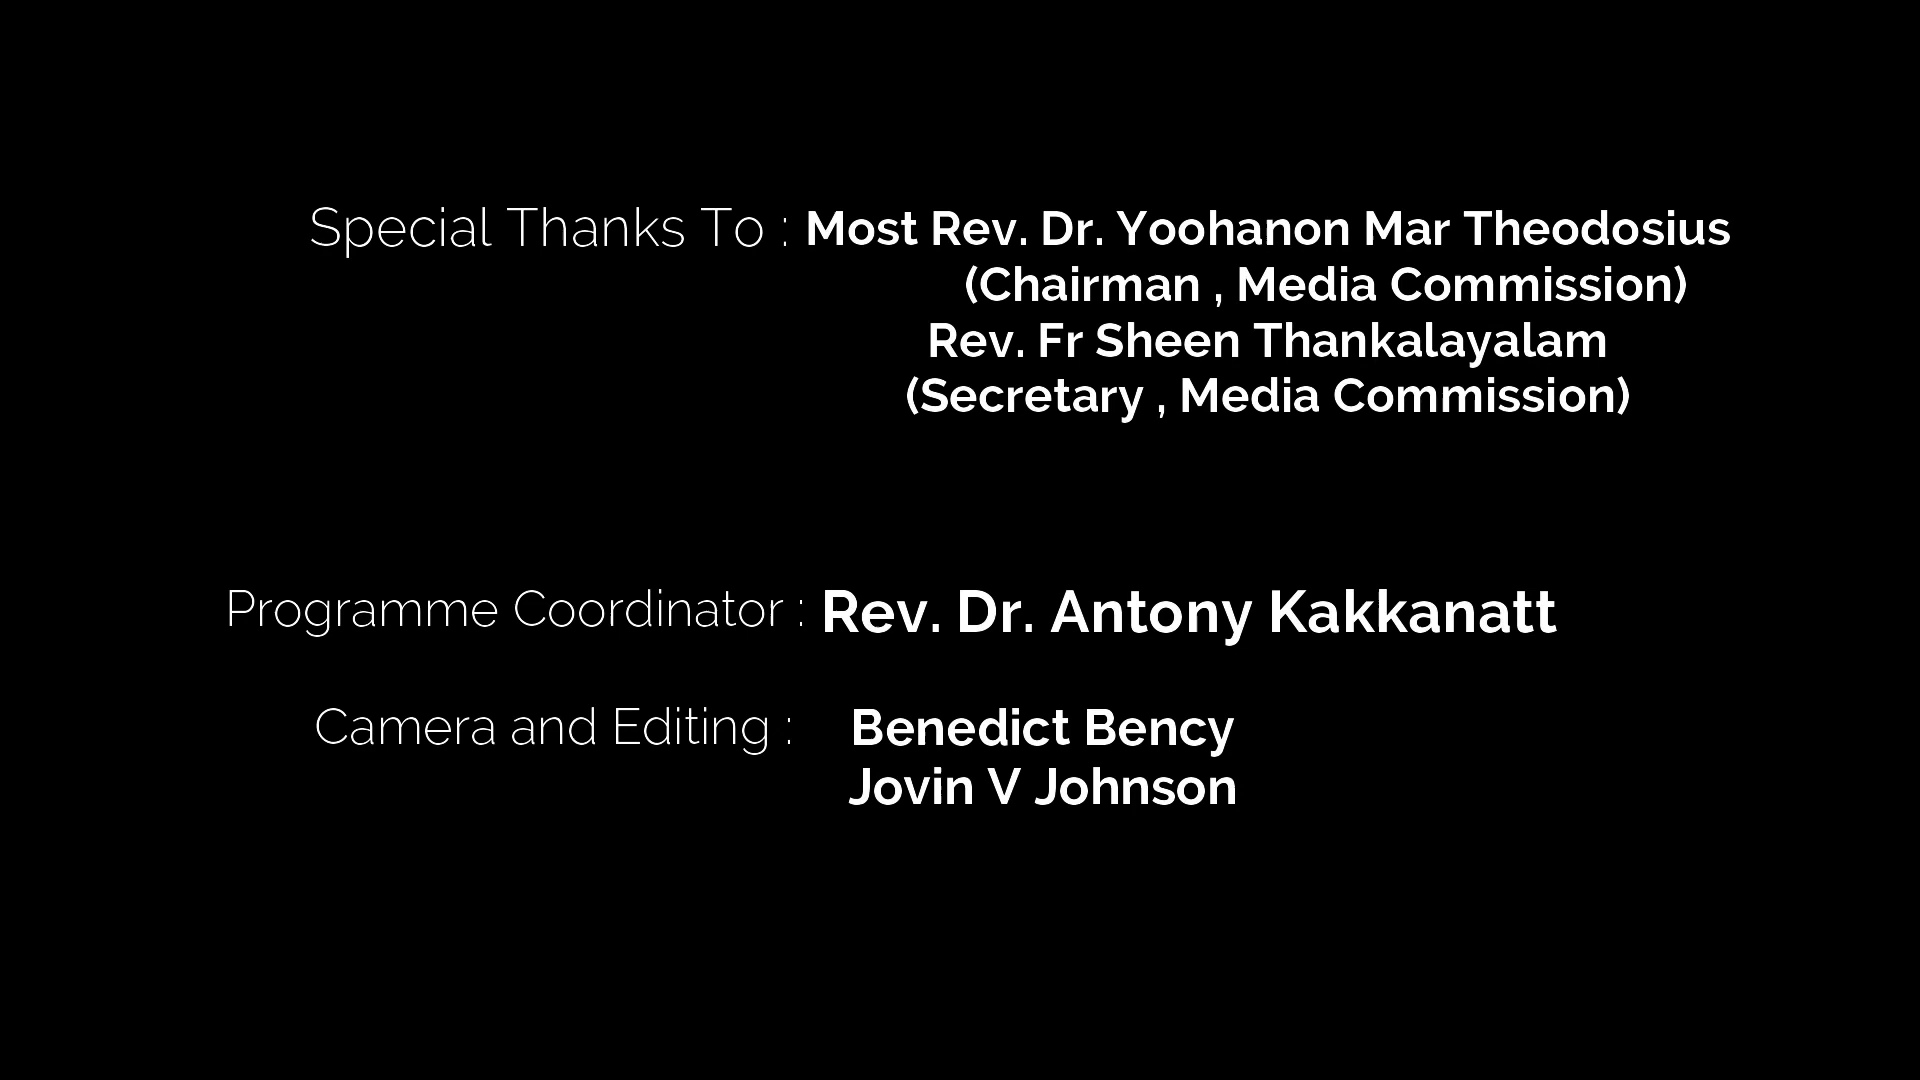 Special Thanks To : Most Rev. Dr. Yoohanon Mar Theodosius
(Chairman , Media Commission)
Rev. Fr Sheen Thankalayalam
(Secretary , Media Commission)
Programme Coordinator : Rev. Dr. Antony Kakkanatt
Camera and Editing : Benedict Bency
Jovin V Johnson